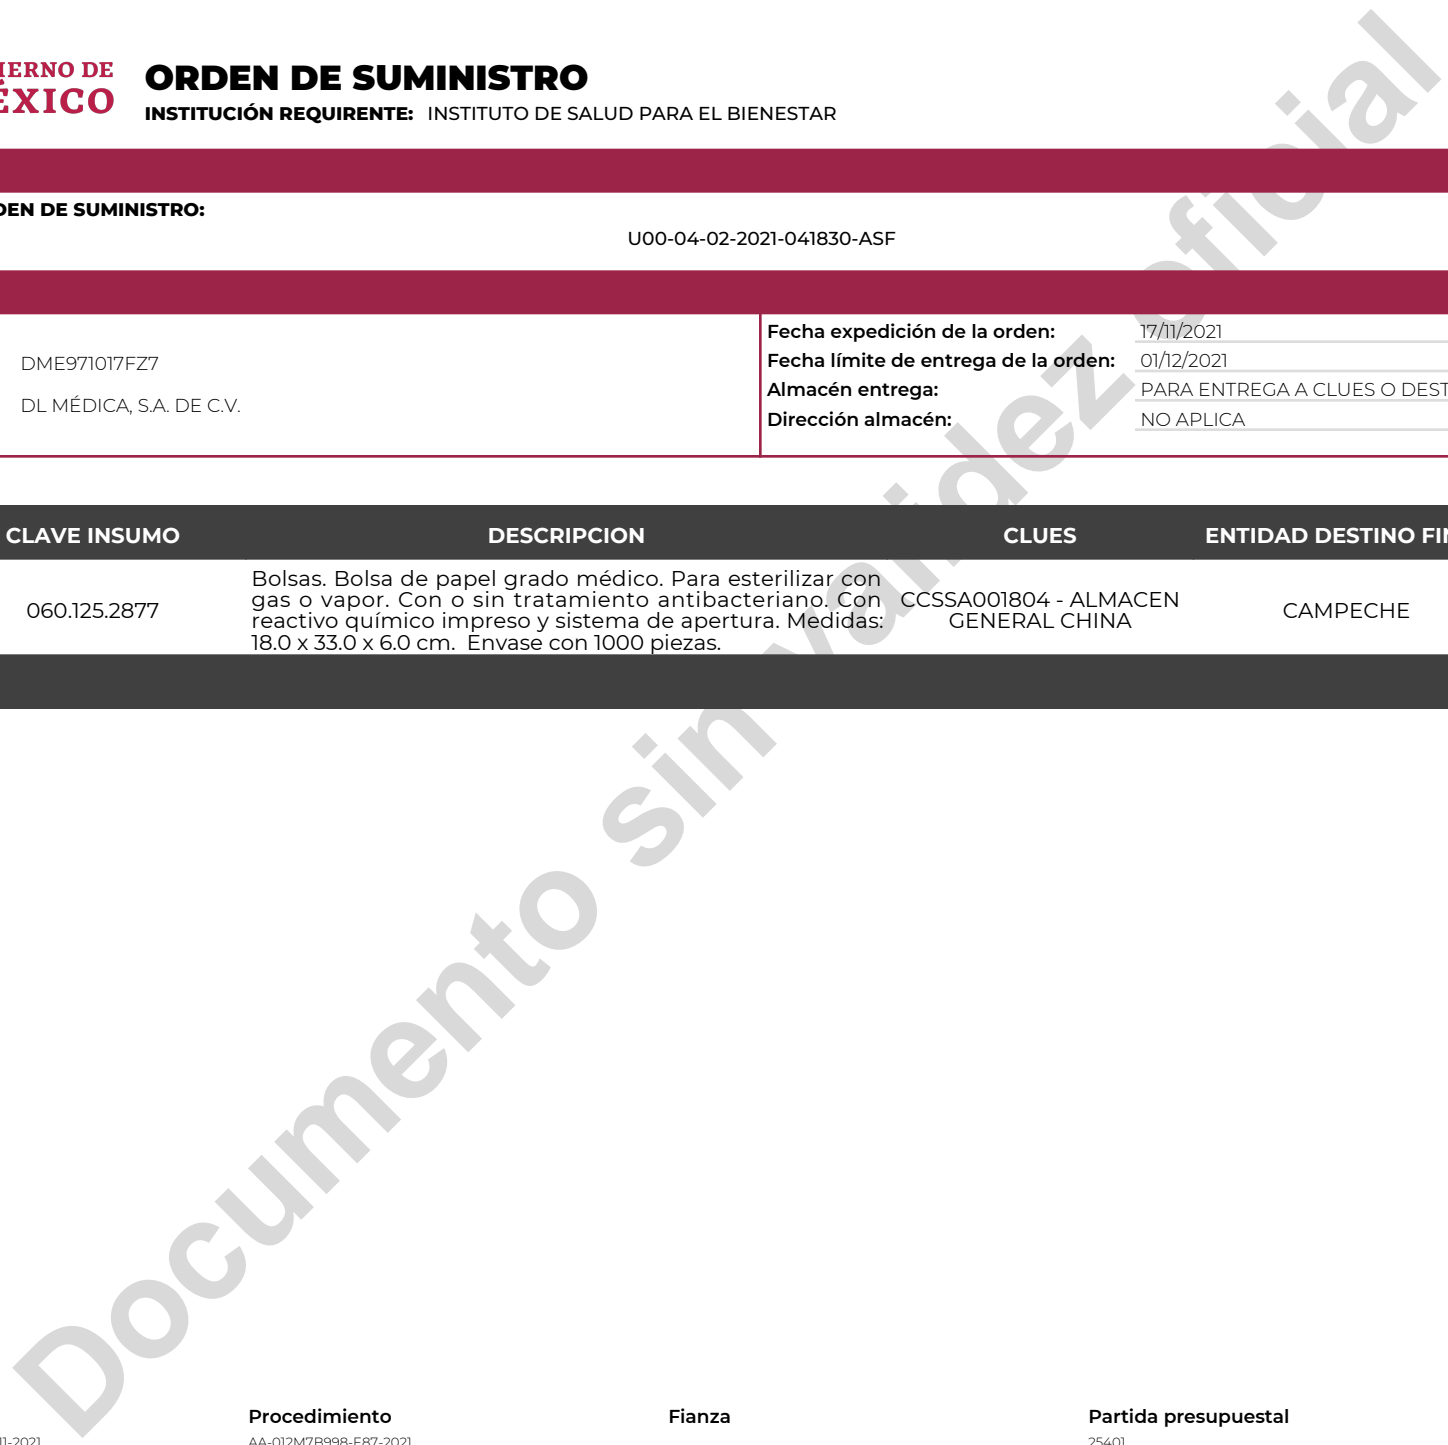 ORDEN DE SUMINISTRO
INSTITUCIÓN REQUIRENTE: INSTITUTO DE SALUD PARA EL BIENESTAR
DE
DE SUMINISTRO:
U00-04-02-2021-041830-ASF
DME971017FZ7
DL MÉDICA, S.A. DE C.V.
Fecha expedición de la orden: 17/11/2021
Fecha límite de entrega de la orden: 01/12/2021
Almacén entrega: PARA ENTREGA A CLUES O
Dirección almacén: NO APLICA
CLAVE INSUMO DESCRIPCION CLUES ENTIDAD DESTINO
060.125.2877
Bolsas. Bolsa de papel grado médico. Para esterilizar con
gas o vapor. Con o sin tratamiento antibacteriano. Con
reactivo químico impreso y sistema de apertura. Medidas:
18.0 x 33.0 x 6.0 cm. Envase con 1000 piezas.
CCSSA001804 - ALMACEN
GENERAL CHINA
CAMPECHE
Documento sin validez oficial
Procedimiento Fianza Partida presupuestal
AA-012M7B998-E87-2021 25401